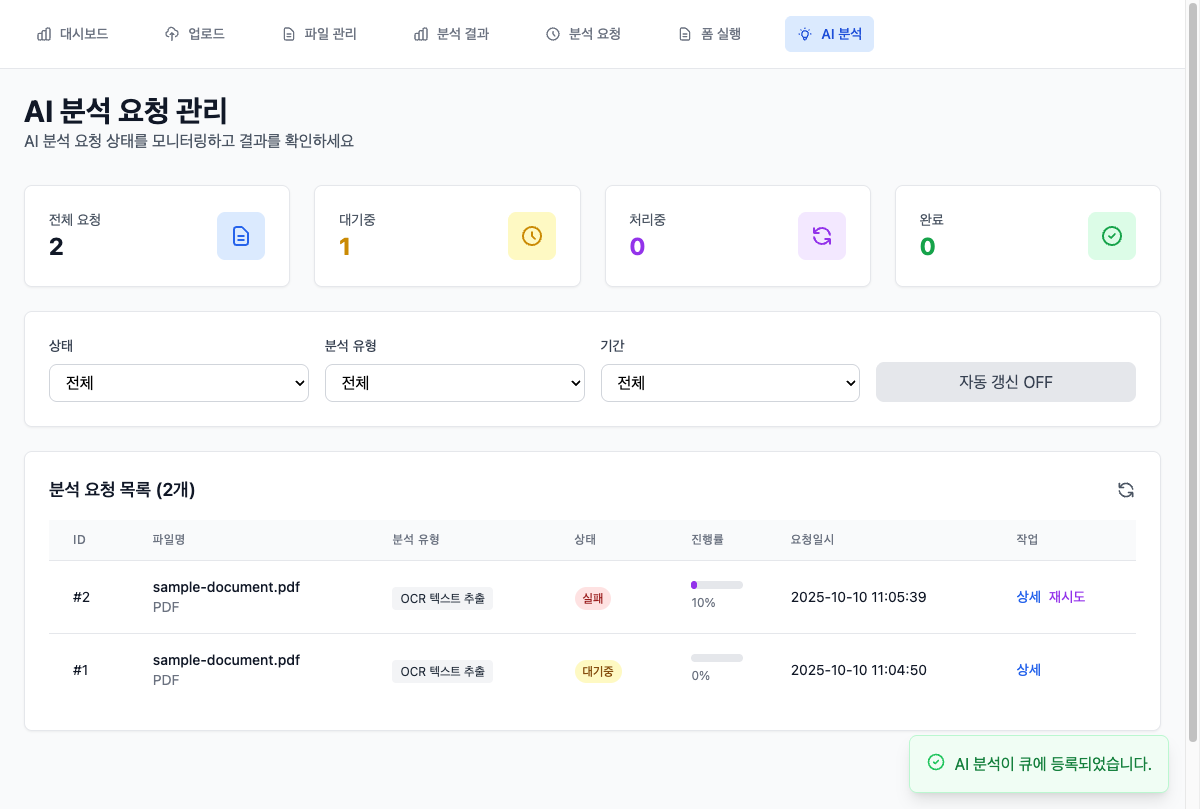 대시보드 업로드 파일 관리 분석 결과 분석 요청 폼 실행 AI 분석
AI 분석 요청 관리
AI 분석 요청 상태를 모니터링하고 결과를 확인하세요
전체 요청 대기중 처리중 완료
2 1 0 0
상태 분석 유형 기간
전체 전체 전체 자동 갱신 OFF
분석 요청 목록 (2개)
ID 파일명 분석 유형 상태 진행률 요청일시 작업
#2 sample-document.pdf OCR 텍스트 추출 실패 2025-10-10 11:05:39 상세 재시도
PDF 10%
#1 sample-document.pdf OCR 텍스트 추출 대기중 2025-10-10 11:04:50 상세
PDF 0%
AI 분석이 큐에 등록되었습니다.